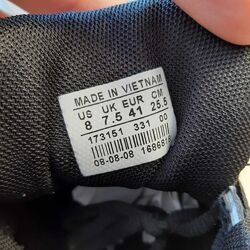 MADE IN VIETNAM
US UK EUR CM
8 7.5 41 25.5
173151 331 00
08-08-08